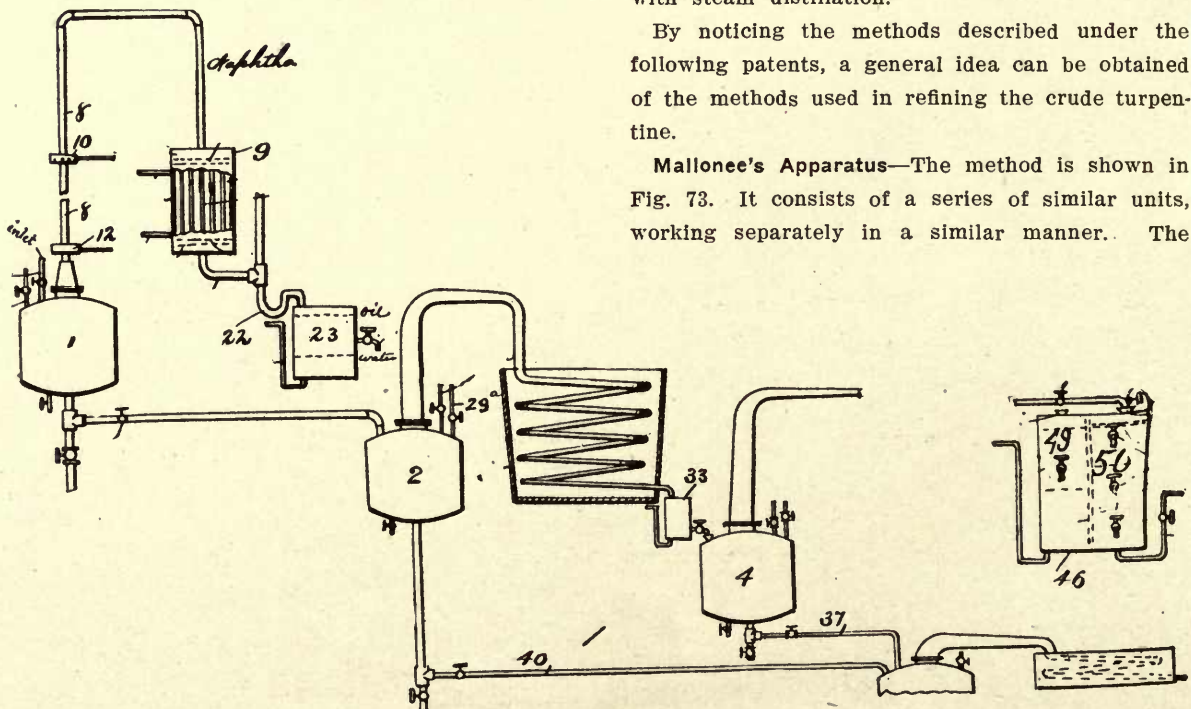 with steam distillation.
By noticing the methods described under the
following patents, a general idea can be obtained
of the methods used in refining the crude turpen-
tine.
Mallonee's Apparatus—The method is shown in
Fig. 73. It consists of a series of similar units,
working separately in a similar manner. The
Naphtha
8
10
9
8
inlet
12
1
22
23
oil
water
29a
2
33
4
49
50
46
37
40